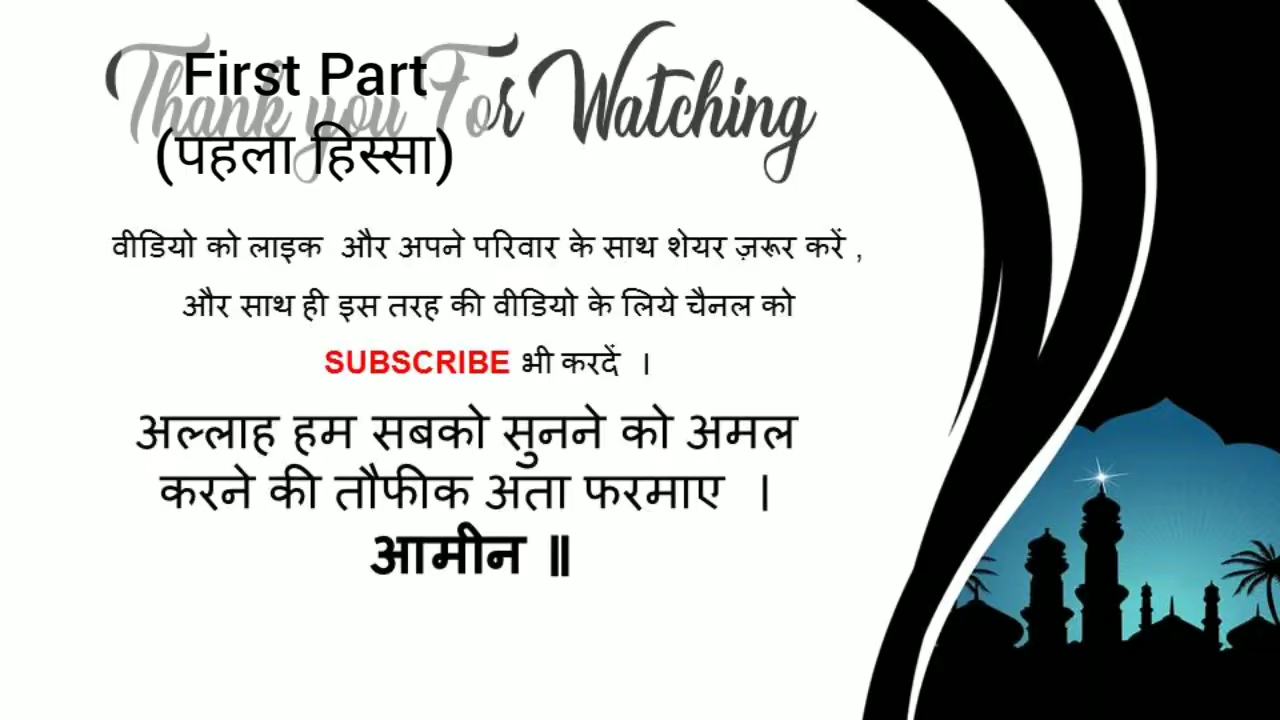 First Part
Thank you For Watching
(पहला हिस्सा)
वीडियो को लाइक और अपने परिवार के साथ शेयर ज़रूर करें ,
और साथ ही इस तरह की वीडियो के लिये चैनल को
SUBSCRIBE भी करदें ।
अल्लाह हम सबको सुनने को अमल
करने की तौफीक अता फरमाए ।
आमीन ॥